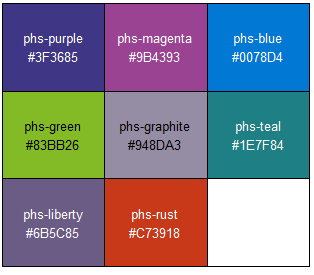 phs-purple
#3F3685
phs-magenta
#9B4393
phs-blue
#0078D4
phs-green
#83BB26
phs-graphite
#948DA3
phs-teal
#1E7F84
phs-liberty
#6B5C85
phs-rust
#C73918